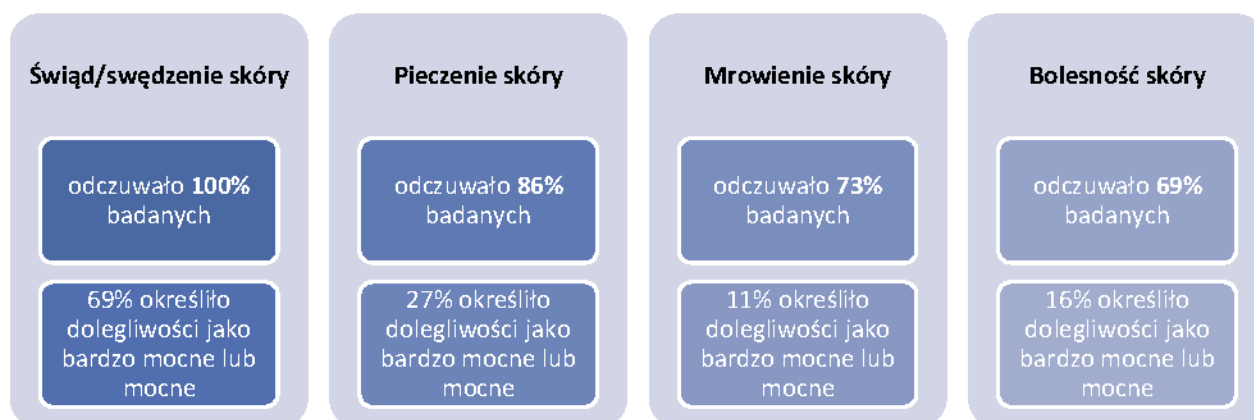 Świąd/swędzenie skóry
odczuwało 100%
badanych
69% określiło
dolegliwości jako
bardzo mocne lub
mocne
Pieczenie skóry
odczuwało 86%
badanych
27% określiło
dolegliwości jako
bardzo mocne lub
mocne
Mrowienie skóry
odczuwało 73%
badanych
11% określiło
dolegliwości jako
bardzo mocne lub
mocne
Bolesność skóry
odczuwało 69%
badanych
16% określiło
dolegliwości jako
bardzo mocne lub
mocne